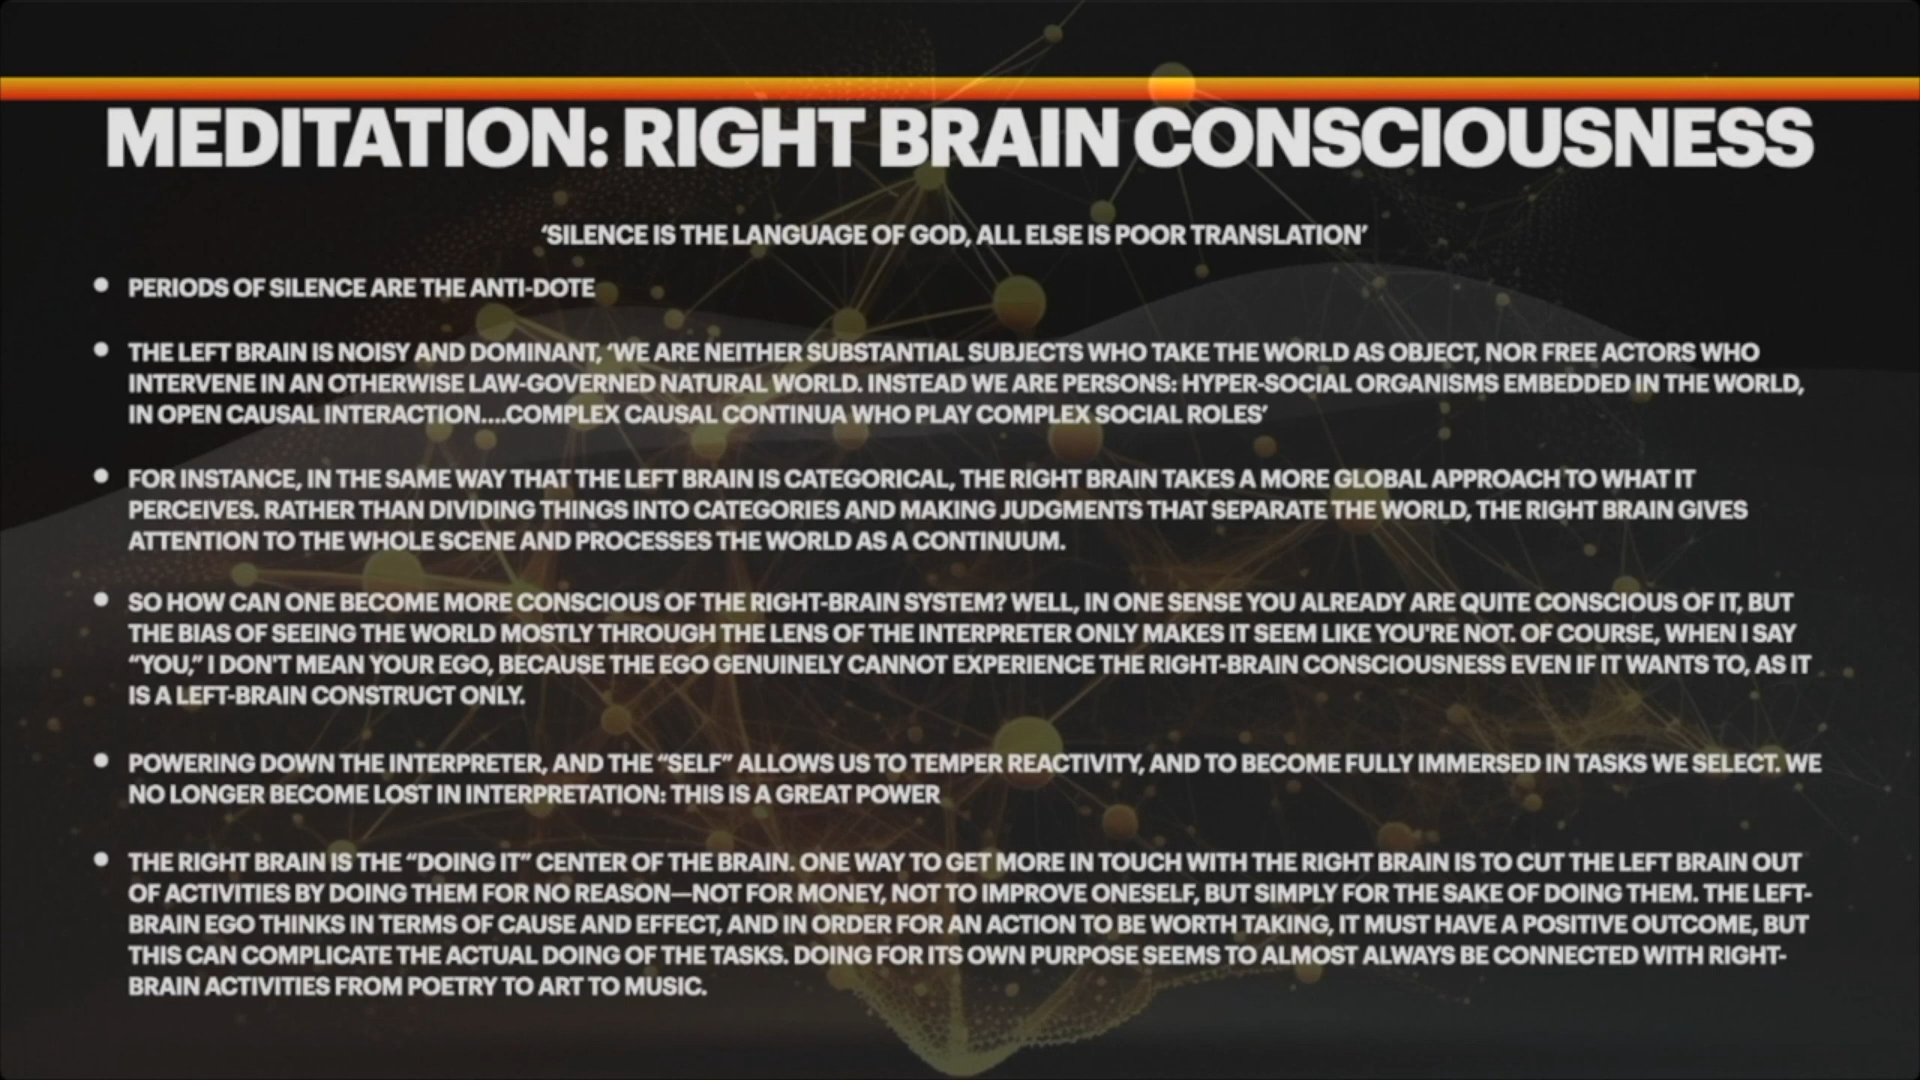 MEDITATION: RIGHT BRAIN CONSCIOUSNESS
‘SILENCE IS THE LANGUAGE OF GOD, ALL ELSE IS POOR TRANSLATION’
• PERIODS OF SILENCE ARE THE ANTI-DOTE
• THE LEFT BRAIN IS NOISY AND DOMINANT, ‘WE ARE NEITHER SUBSTANTIAL SUBJECTS WHO TAKE THE WORLD AS OBJECT, NOR FREE ACTORS WHO
INTERVENE IN AN OTHERWISE LAW-GOVERNED NATURAL WORLD. INSTEAD WE ARE PERSONS: HYPER-SOCIAL ORGANISMS EMBEDDED IN THE WORLD,
IN OPEN CAUSAL INTERACTION....COMPLEX CAUSAL CONTINUA WHO PLAY COMPLEX SOCIAL ROLES’
• FOR INSTANCE, IN THE SAME WAY THAT THE LEFT BRAIN IS CATEGORICAL, THE RIGHT BRAIN TAKES A MORE GLOBAL APPROACH TO WHAT IT
PERCEIVES. RATHER THAN DIVIDING THINGS INTO CATEGORIES AND MAKING JUDGMENTS THAT SEPARATE THE WORLD, THE RIGHT BRAIN GIVES
ATTENTION TO THE WHOLE SCENE AND PROCESSES THE WORLD AS A CONTINUUM.
• SO HOW CAN ONE BECOME MORE CONSCIOUS OF THE RIGHT-BRAIN SYSTEM? WELL, IN ONE SENSE YOU ALREADY ARE QUITE CONSCIOUS OF IT, BUT
THE BIAS OF SEEING THE WORLD MOSTLY THROUGH THE LENS OF THE INTERPRETER ONLY MAKES IT SEEM LIKE YOU'RE NOT. OF COURSE, WHEN I SAY
“YOU,” I DON'T MEAN YOUR EGO, BECAUSE THE EGO GENUINELY CANNOT EXPERIENCE THE RIGHT-BRAIN CONSCIOUSNESS EVEN IF IT WANTS TO, AS IT
IS A LEFT-BRAIN CONSTRUCT ONLY.
• POWERING DOWN THE INTERPRETER, AND THE “SELF” ALLOWS US TO TEMPER REACTIVITY, AND TO BECOME FULLY IMMERSED IN TASKS WE SELECT. WE
NO LONGER BECOME LOST IN INTERPRETATION: THIS IS A GREAT POWER
• THE RIGHT BRAIN IS THE “DOING IT” CENTER OF THE BRAIN. ONE WAY TO GET MORE IN TOUCH WITH THE RIGHT BRAIN IS TO CUT THE LEFT BRAIN OUT
OF ACTIVITIES BY DOING THEM FOR NO REASON—NOT FOR MONEY, NOT TO IMPROVE ONESELF, BUT SIMPLY FOR THE SAKE OF DOING THEM. THE LEFT-
BRAIN EGO THINKS IN TERMS OF CAUSE AND EFFECT, AND IN ORDER FOR AN ACTION TO BE WORTH TAKING, IT MUST HAVE A POSITIVE OUTCOME, BUT
THIS CAN COMPLICATE THE ACTUAL DOING OF THE TASKS. DOING FOR ITS OWN PURPOSE SEEMS TO ALMOST ALWAYS BE CONNECTED WITH RIGHT-
BRAIN ACTIVITIES FROM POETRY TO ART TO MUSIC.